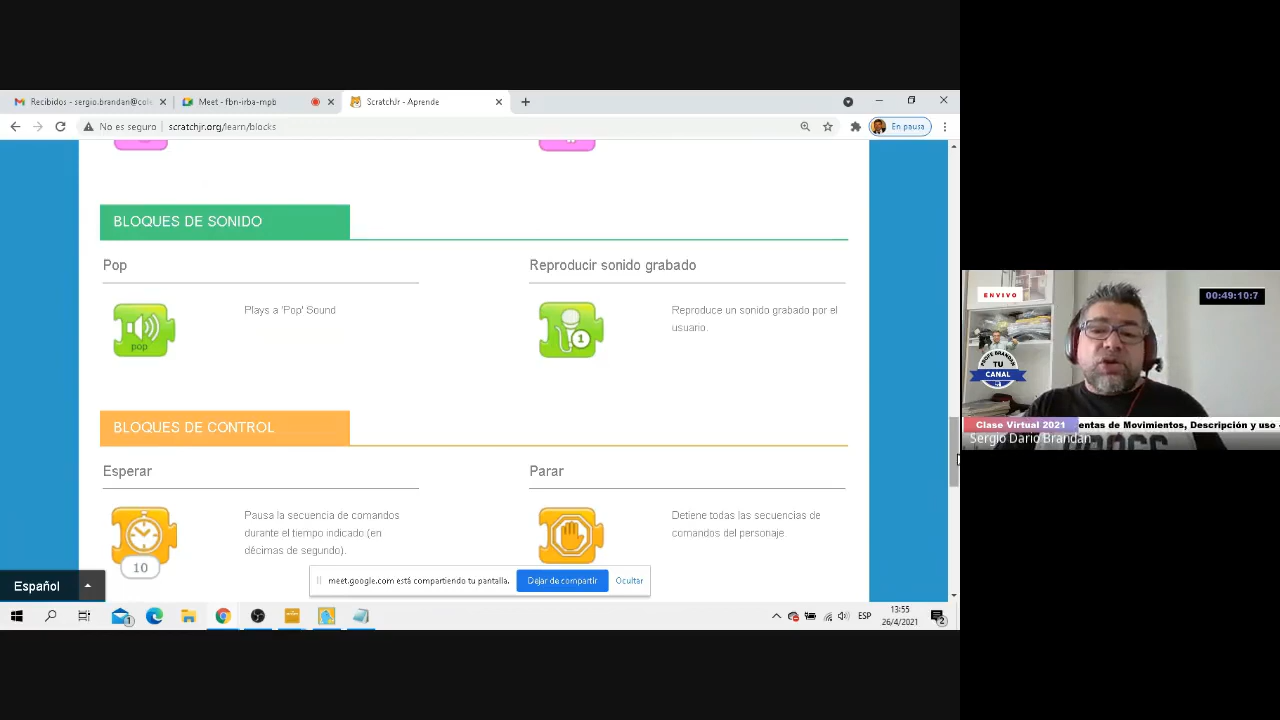 Recibidos - sergio.brandan@cole
Meet - fbn-irba-mpb
ScratchJr - Aprende
No es seguro
scratchjr.org/learn/blocks
En pausa
BLOQUES DE SONIDO
Pop
Reproducir sonido grabado
pop
Plays a 'Pop' Sound
1
Reproduce un sonido grabado por el
usuario.
BLOQUES DE CONTROL
Esperar
Parar
10
Pausa la secuencia de comandos
durante el tiempo indicado (en
décimas de segundo).
Detiene todas las secuencias de
comandos del personaje.
Español
meet.google.com está compartiendo tu pantalla.
Dejar de compartir
Ocultar
1
ESP
13:55
26/4/2021
2
ENVIVO
00:49:10:7
PROFE BRANDAN
TU
CANAL
Clase Virtual 2021
entas de Movimientos, Descripción y uso -
Sergio Dario Brandan